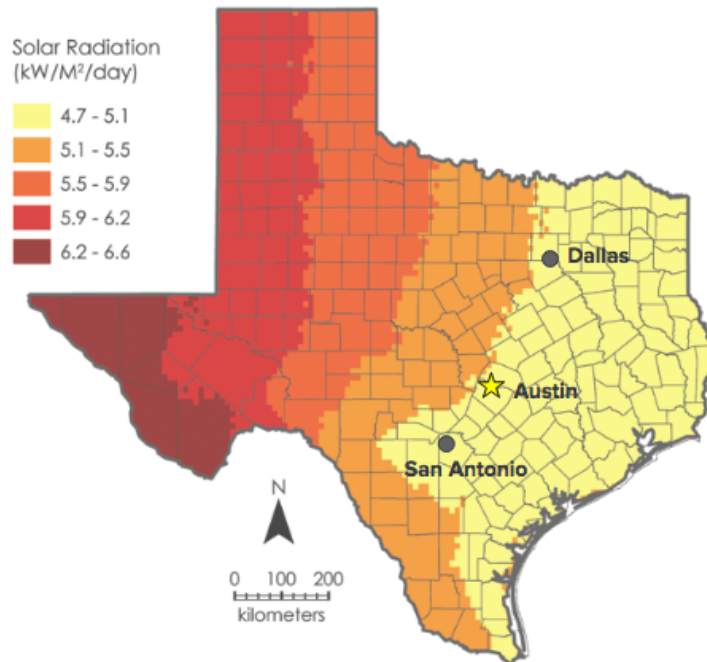 Solar Radiation
(kW/M²/day)
4.7 - 5.1
5.1 - 5.5
5.5 - 5.9
5.9 - 6.2
6.2 - 6.6
Dallas
Austin
San Antonio
N
0 100 200
kilometers